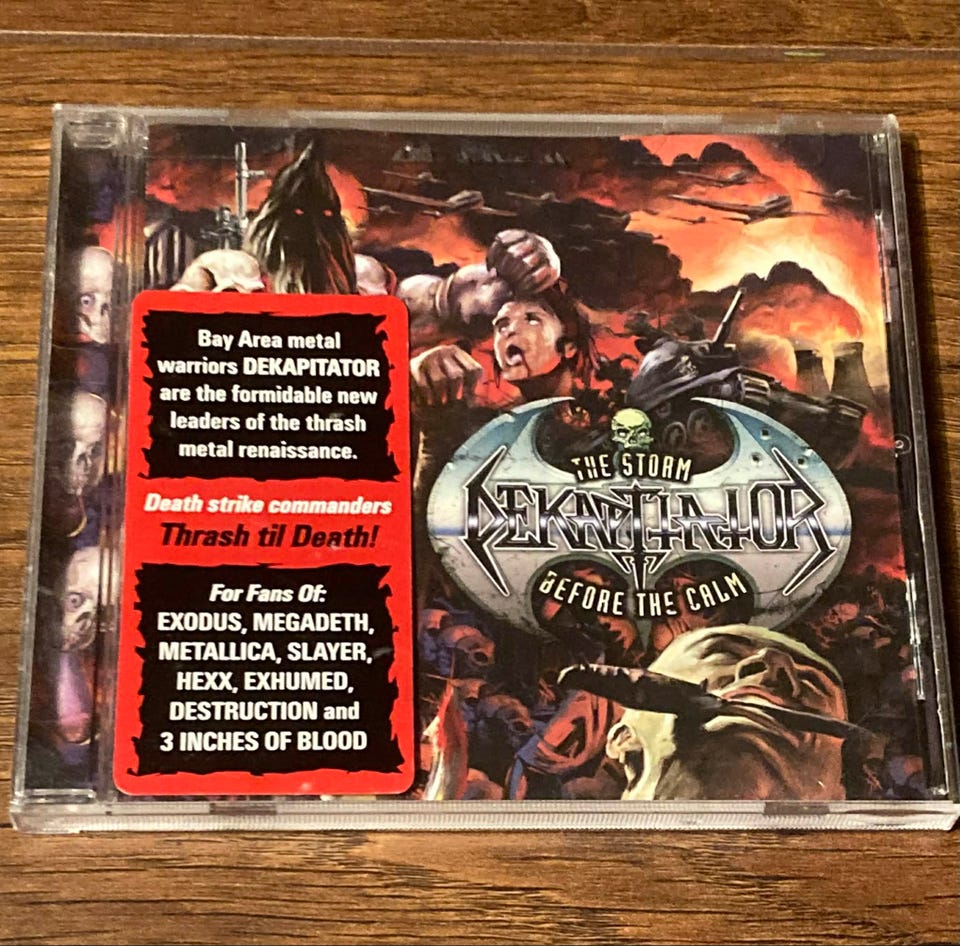 Bay Area metal
warriors DEKAPITATOR
are the formidable new
leaders of the thrash
metal renaissance.
Death strike commanders
Thrash til Death!
For Fans Of:
EXODUS, MEGADETH,
METALLICA, SLAYER,
HEXX, EXHUMED,
DESTRUCTION and
3 INCHES OF BLOOD
THE STORM
DEKAPITATOR
BEFORE THE CALM